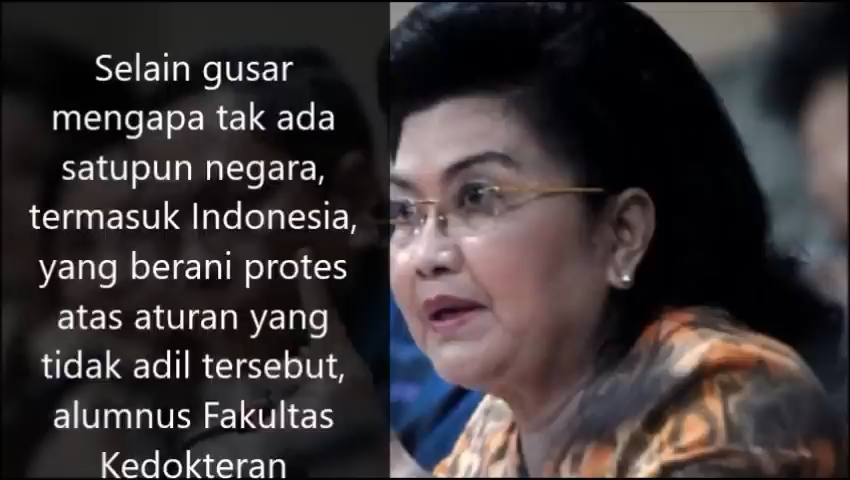 Selain gusar
mengapa tak ada
satupun negara,
termasuk Indonesia,
yang berani protes
atas aturan yang
tidak adil tersebut,
alumnus Fakultas
Kedokteran